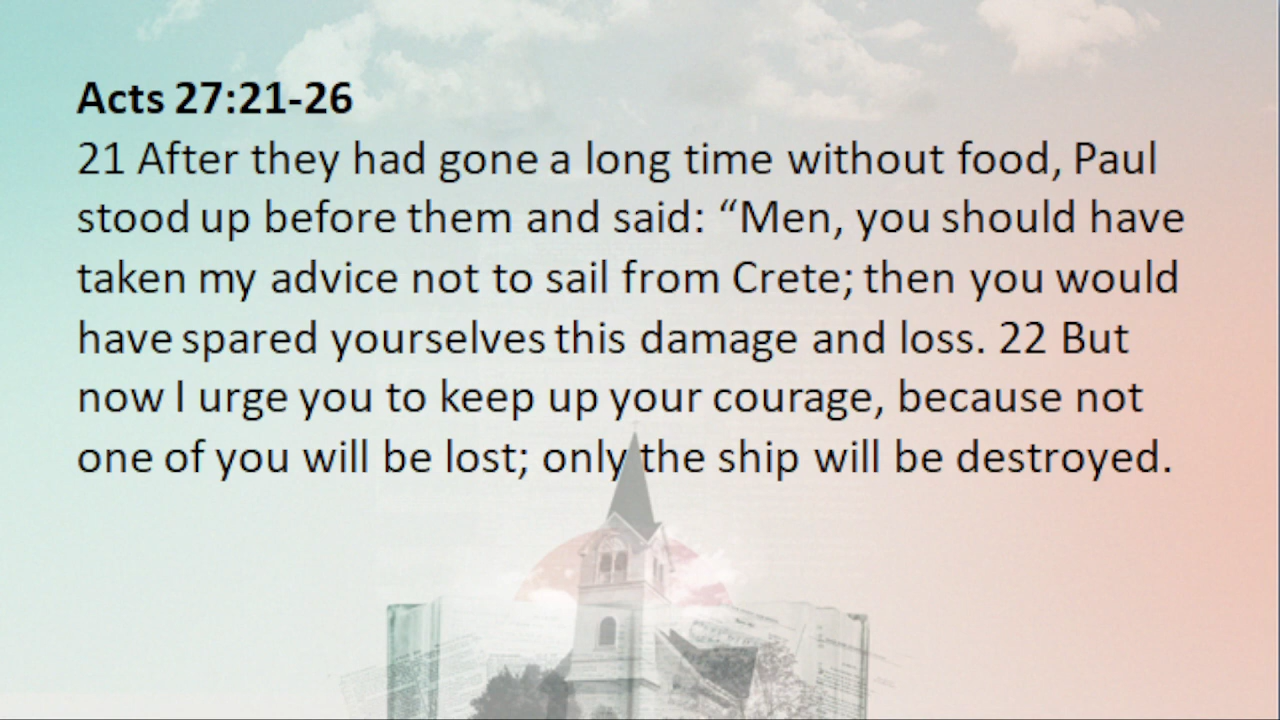 Acts 27:21-26
21 After they had gone a long time without food, Paul
stood up before them and said: “Men, you should have
taken my advice not to sail from Crete; then you would
have spared yourselves this damage and loss. 22 But
now I urge you to keep up your courage, because not
one of you will be lost; only the ship will be destroyed.